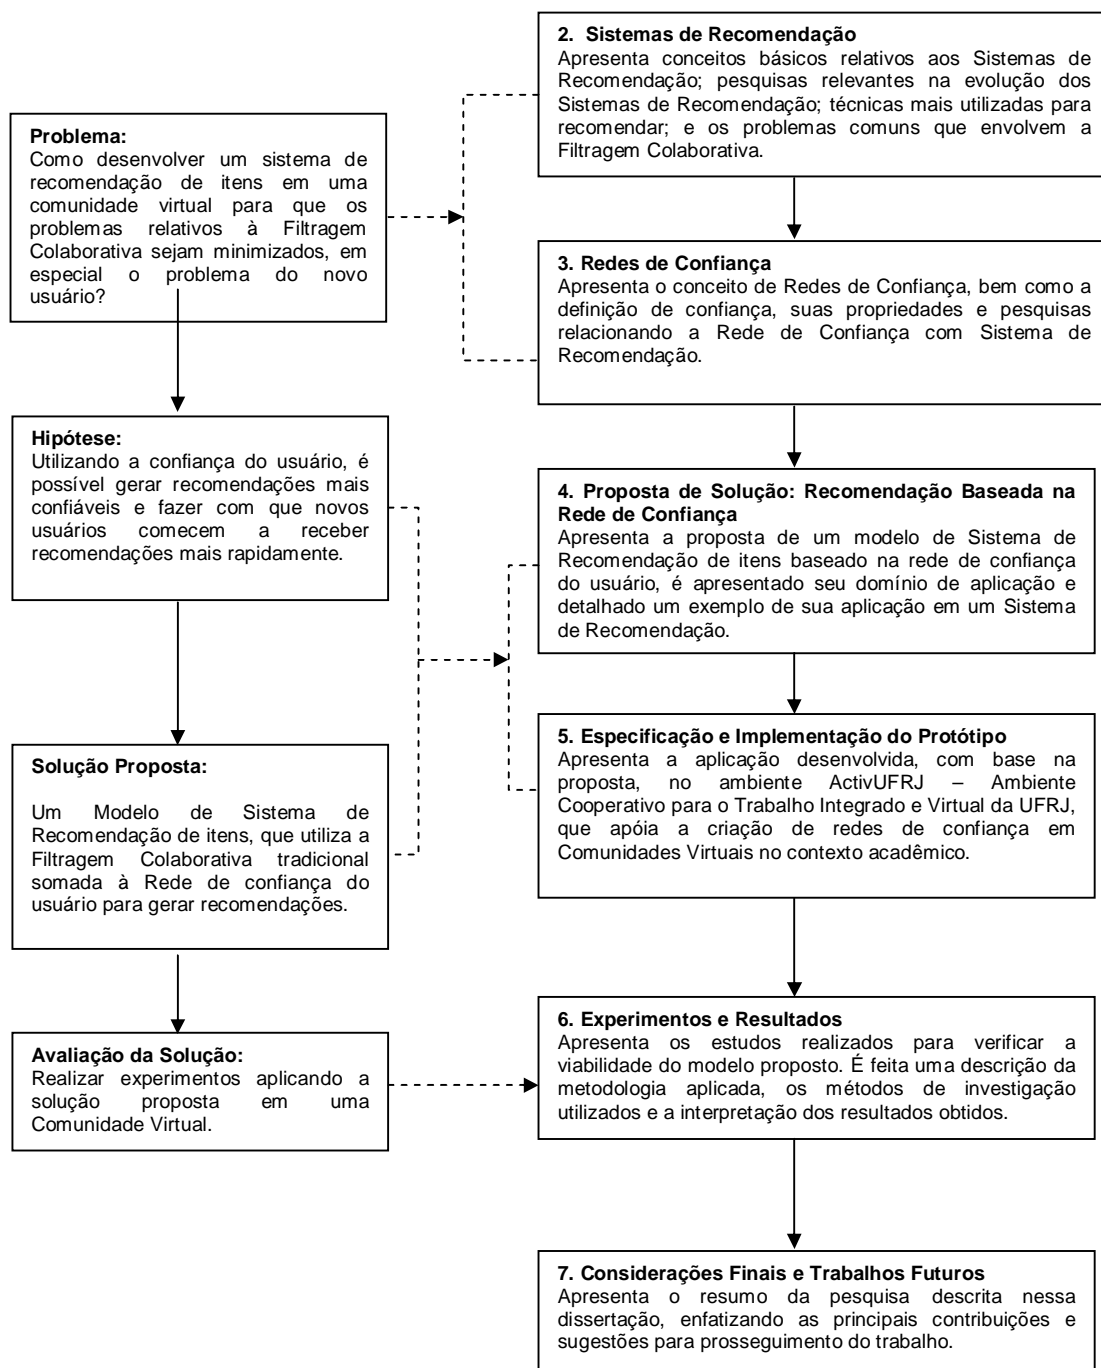 Problema:
Como desenvolver um sistema de
recomendação de itens em uma
comunidade virtual para que os
problemas relativos à Filtragem
Colaborativa sejam minimizados, em
especial o problema do novo
usuário?
Hipótese:
Utilizando a confiança do usuário, é
possível gerar recomendações mais
confiáveis e fazer com que novos
usuários comecem a receber
recomendações mais rapidamente.
Solução Proposta:
Um Modelo de Sistema de
Recomendação de itens, que utiliza a
Filtragem Colaborativa tradicional
somada à Rede de confiança do
usuário para gerar recomendações.
Avaliação da Solução:
Realizar experimentos aplicando a
solução proposta em uma
Comunidade Virtual.
2. Sistemas de Recomendação
Apresenta conceitos básicos relativos aos Sistemas de
Recomendação; pesquisas relevantes na evolução dos
Sistemas de Recomendação; técnicas mais utilizadas para
recomendar; e os problemas comuns que envolvem a
Filtragem Colaborativa.
3. Redes de Confiança
Apresenta o conceito de Redes de Confiança, bem como a
definição de confiança, suas propriedades e pesquisas
relacionando a Rede de Confiança com Sistema de
Recomendação.
4. Proposta de Solução: Recomendação Baseada na
Rede de Confiança
Apresenta a proposta de um modelo de Sistema de
Recomendação de itens baseado na rede de confiança
do usuário, é apresentado seu domínio de aplicação e
detalhado um exemplo de sua aplicação em um Sistema
de Recomendação.
5. Especificação e Implementação do Protótipo
Apresenta a aplicação desenvolvida, com base na
proposta, no ambiente ActivUFRJ – Ambiente
Cooperativo para o Trabalho Integrado e Virtual da UFRJ,
que apóia a criação de redes de confiança em
Comunidades Virtuais no contexto acadêmico.
6. Experimentos e Resultados
Apresenta os estudos realizados para verificar a
viabilidade do modelo proposto. É feita uma descrição da
metodologia aplicada, os métodos de investigação
utilizados e a interpretação dos resultados obtidos.
7. Considerações Finais e Trabalhos Futuros
Apresenta o resumo da pesquisa descrita nessa
dissertação, enfatizando as principais contribuições e
sugestões para prosseguimento do trabalho.